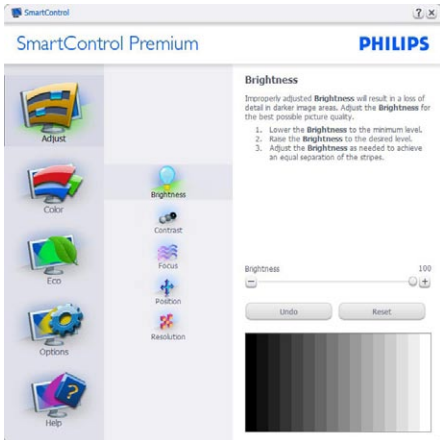 SmartControl
SmartControl Premium
PHILIPS
Adjust
Color
Eco
Options
Help
Brightness
Contrast
Focus
Position
Resolution
Brightness
Improperly adjusted Brightness will result in a loss of
detail in darker image areas. Adjust the Brightness for
the best possible picture quality.
1. Lower the Brightness to the minimum level.
2. Raise the Brightness to the desired level.
3. Adjust the Brightness as needed to achieve
an equal separation of the stripes.
Brightness 100
Undo Reset